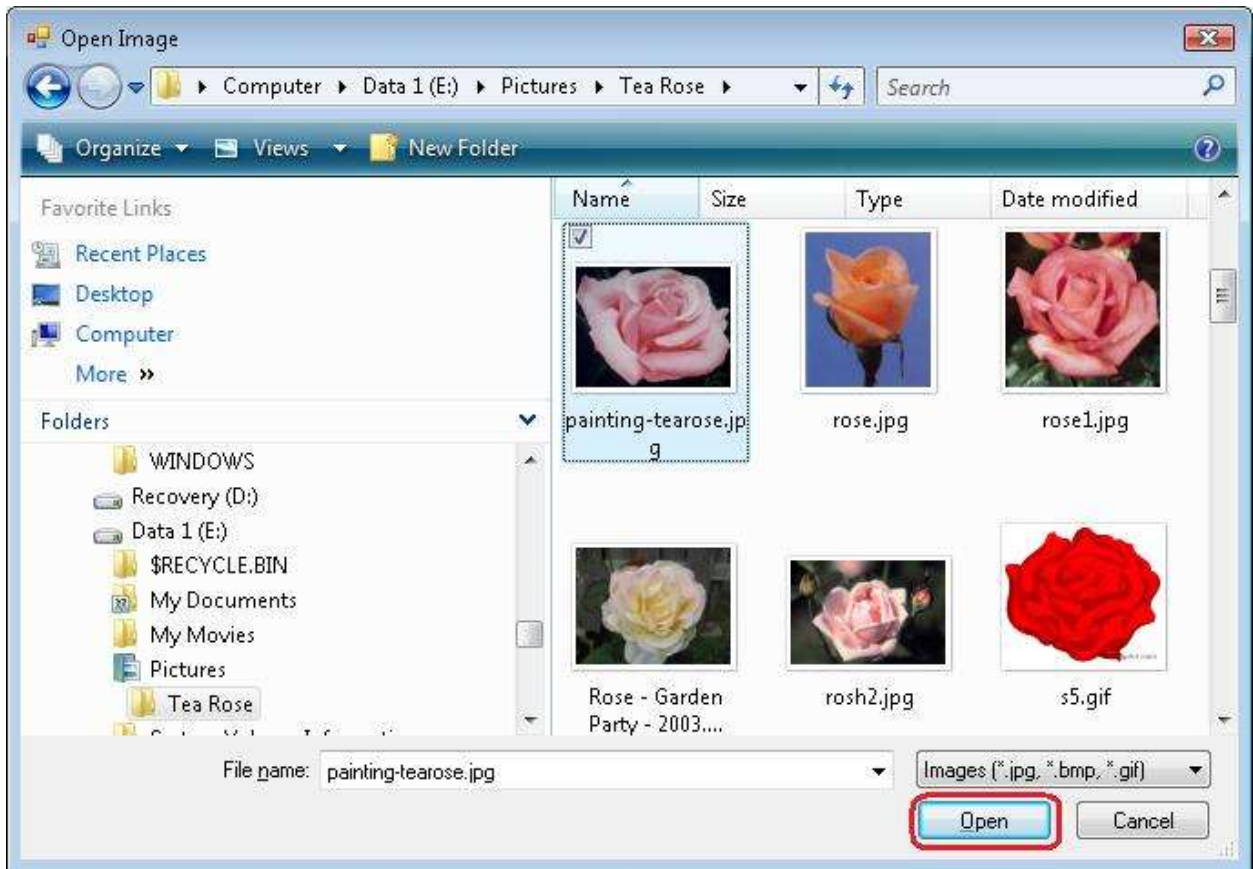 Open Image
Computer ▸ Data 1 (E:) ▸ Pictures ▸ Tea Rose ▸
Search
Organize Views New Folder
Favorite Links
Recent Places
Desktop
Computer
More »
Folders
WINDOWS
Recovery (D:)
Data 1 (E:)
$RECYCLE.BIN
My Documents
My Movies
Pictures
Tea Rose
Name Size Type Date modified
painting-tearose.jp
g
rose.jpg
rose1.jpg
Rose - Garden
Party - 2003....
rosh2.jpg
s5.gif
File name: painting-tearose.jpg
Images (*.jpg, *.bmp, *.gif)
Open Cancel